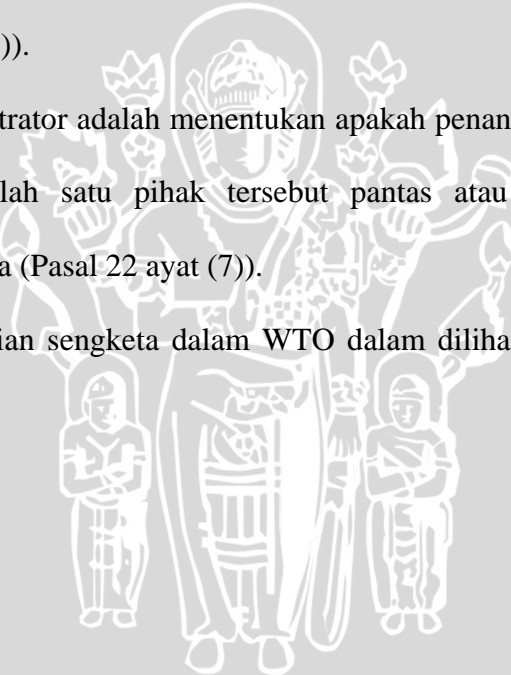 )).
trator adalah menentukan apakah penan
lah satu pihak tersebut pantas atau
a (Pasal 22 ayat (7)).
ian sengketa dalam WTO dalam diliha